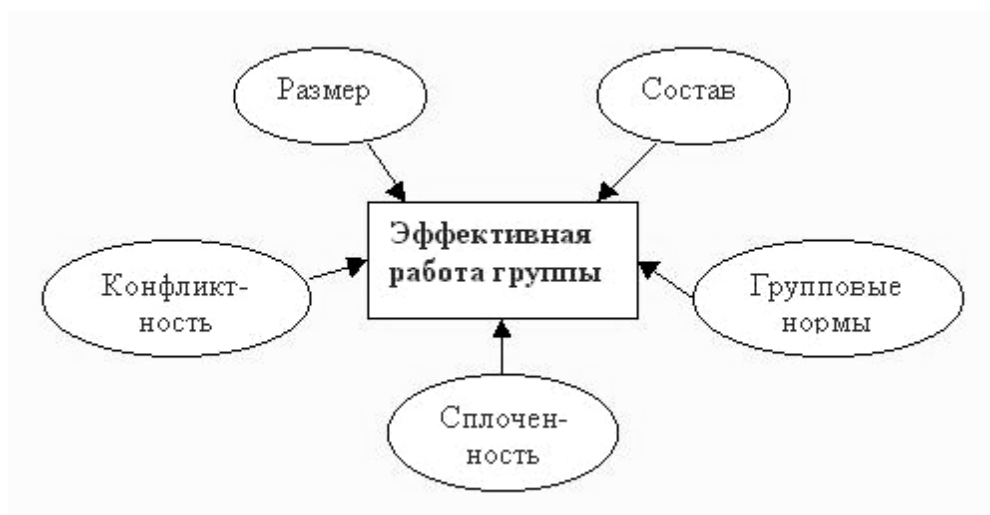 Размер
Состав
Эффективная
работа группы
Конфликт-
ность
Групповые
нормы
Сплочен-
ность